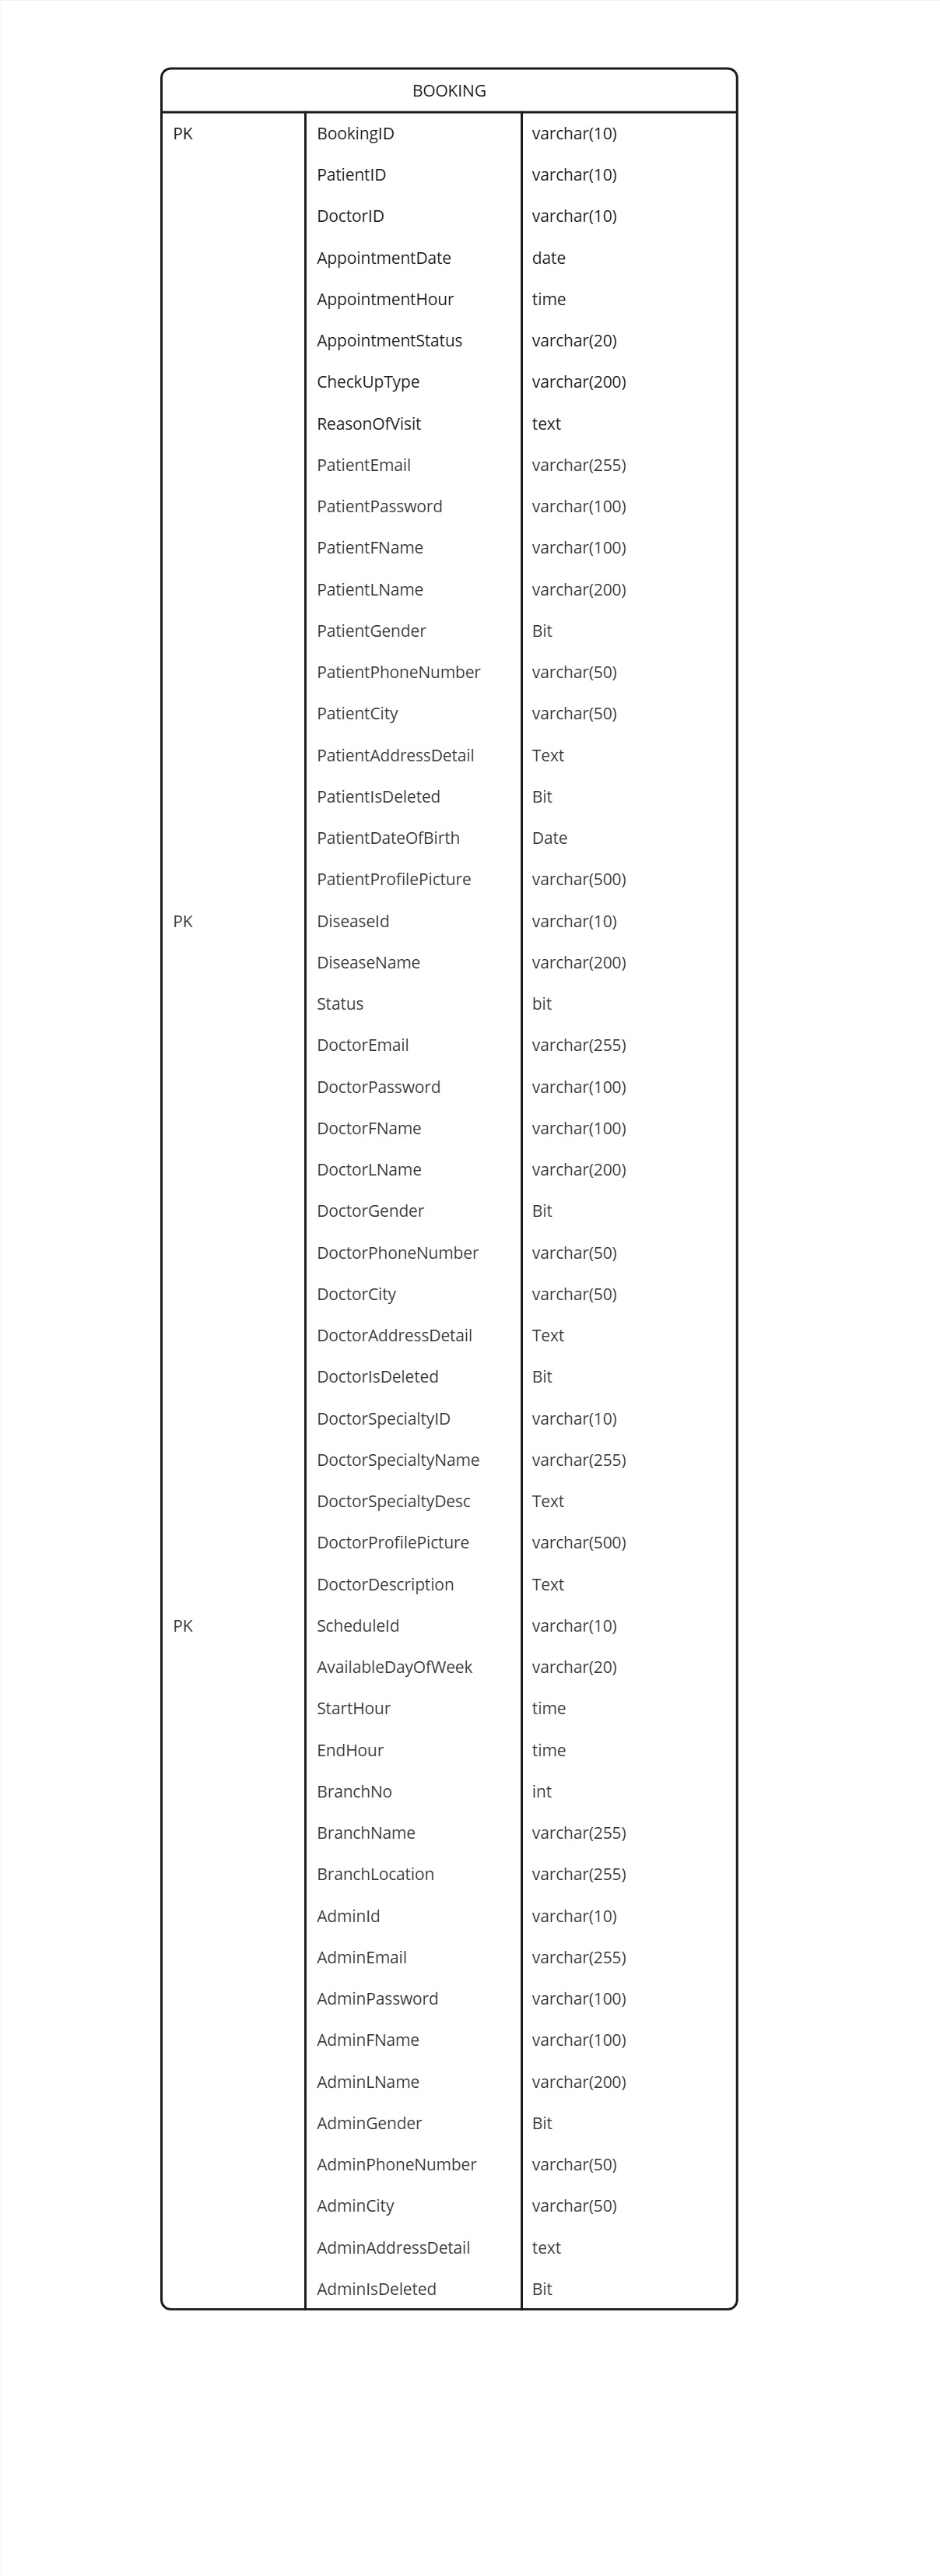 BOOKING
PK BookingID varchar(10)
PatientID varchar(10)
DoctorID varchar(10)
AppointmentDate date
AppointmentHour time
AppointmentStatus varchar(20)
CheckUpType varchar(200)
ReasonOfVisit text
PatientEmail varchar(255)
PatientPassword varchar(100)
PatientFName varchar(100)
PatientLName varchar(200)
PatientGender Bit
PatientPhoneNumber varchar(50)
PatientCity varchar(50)
PatientAddressDetail Text
PatientIsDeleted Bit
PatientDateOfBirth Date
PatientProfilePicture varchar(500)
PK DiseaseId varchar(10)
DiseaseName varchar(200)
Status bit
DoctorEmail varchar(255)
DoctorPassword varchar(100)
DoctorFName varchar(100)
DoctorLName varchar(200)
DoctorGender Bit
DoctorPhoneNumber varchar(50)
DoctorCity varchar(50)
DoctorAddressDetail Text
DoctorIsDeleted Bit
DoctorSpecialtyID varchar(10)
DoctorSpecialtyName varchar(255)
DoctorSpecialtyDesc Text
DoctorProfilePicture varchar(500)
DoctorDescription Text
PK ScheduleId varchar(10)
AvailableDayOfWeek varchar(20)
StartHour time
EndHour time
BranchNo int
BranchName varchar(255)
BranchLocation varchar(255)
AdminId varchar(10)
AdminEmail varchar(255)
AdminPassword varchar(100)
AdminFName varchar(100)
AdminLName varchar(200)
AdminGender Bit
AdminPhoneNumber varchar(50)
AdminCity varchar(50)
AdminAddressDetail text
AdminIsDeleted Bit